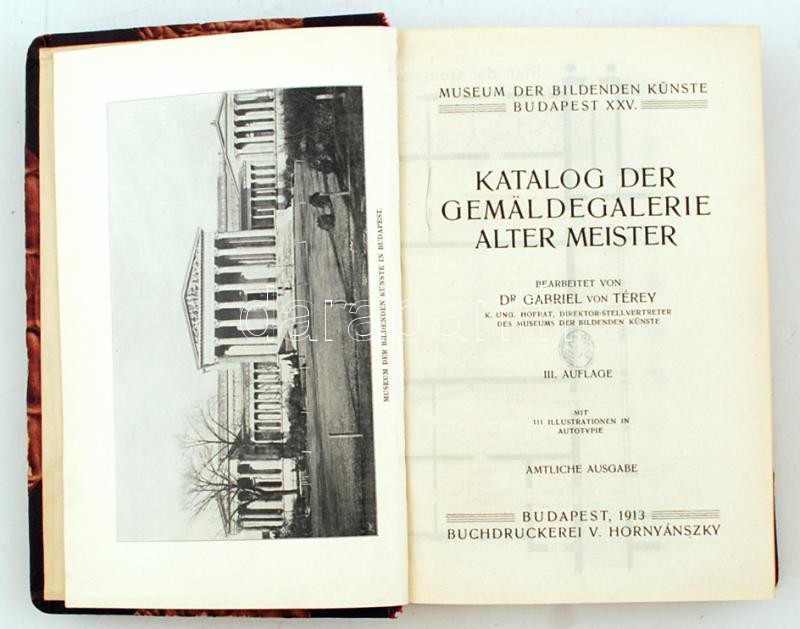 MUSEUM DER BILDENDEN KÜNSTE IN BUDAPEST.
MUSEUM DER BILDENDEN KÜNSTE
BUDAPEST XXV.
KATALOG DER
GEMÄLDEGALERIE
ALTER MEISTER
BEARBEITET VON
DR GABRIEL VON TÉREY
K. UNG. HOFRAT, DIREKTOR-STELLVERTRETER
DES MUSEUMS DER BILDENDEN KÜNSTE
III. AUFLAGE
MIT
111 ILLUSTRATIONEN IN
AUTOTYPIE
AMTLICHE AUSGABE
BUDAPEST, 1913
BUCHDRUCKEREI V. HORNYÁNSZKY